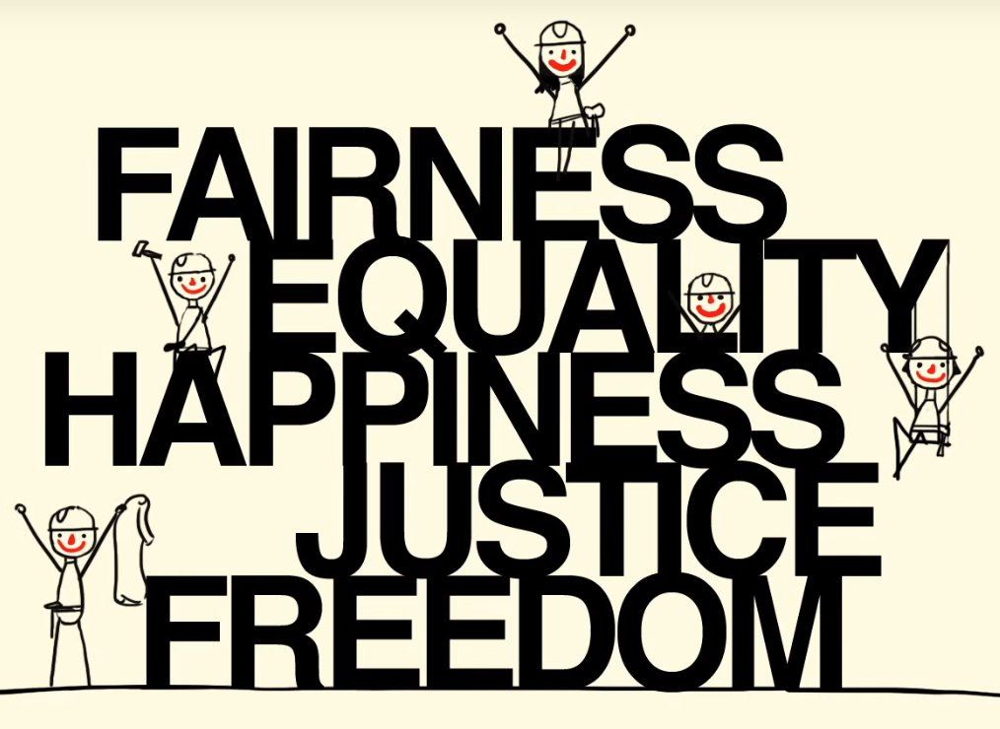 FAIRNESS
EQUALITY
HAPPINESS
JUSTICE
FREEDOM